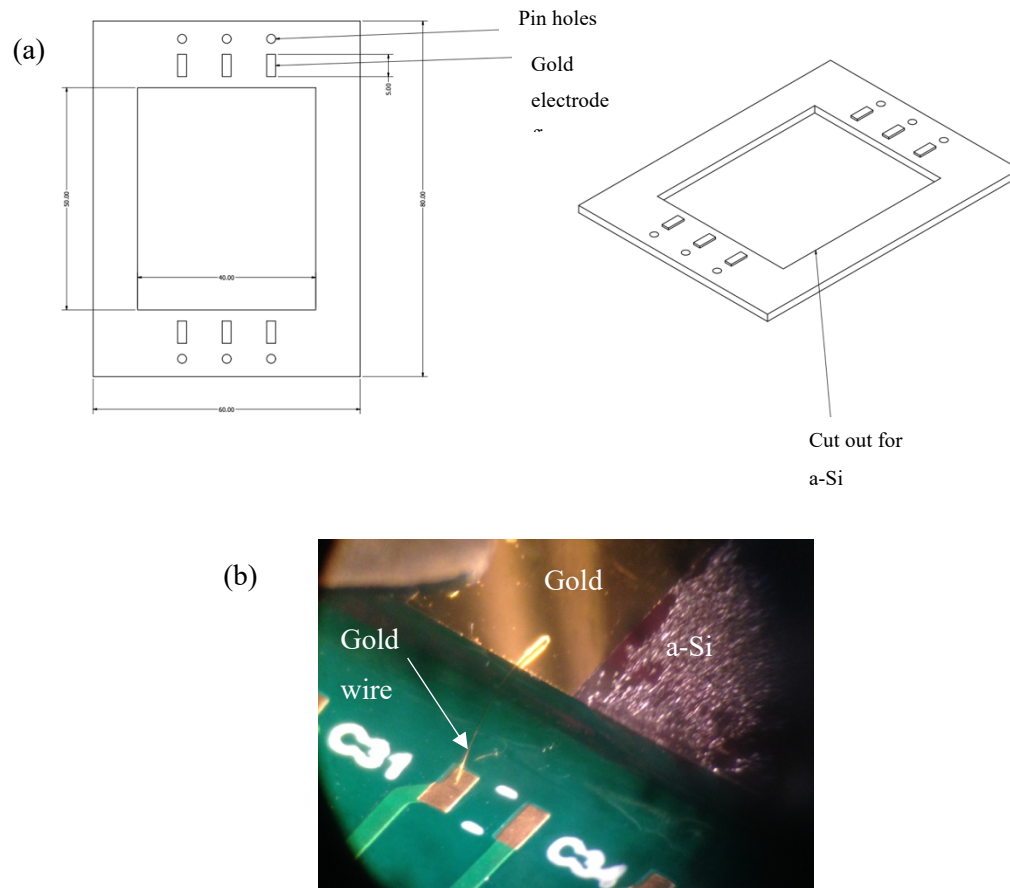 (a)
Pin holes
Gold
electrode
5.00
50.00
80.00
40.00
60.00
Cut out for
a-Si
(b)
Gold
Gold
wire
a-Si
C31
C34